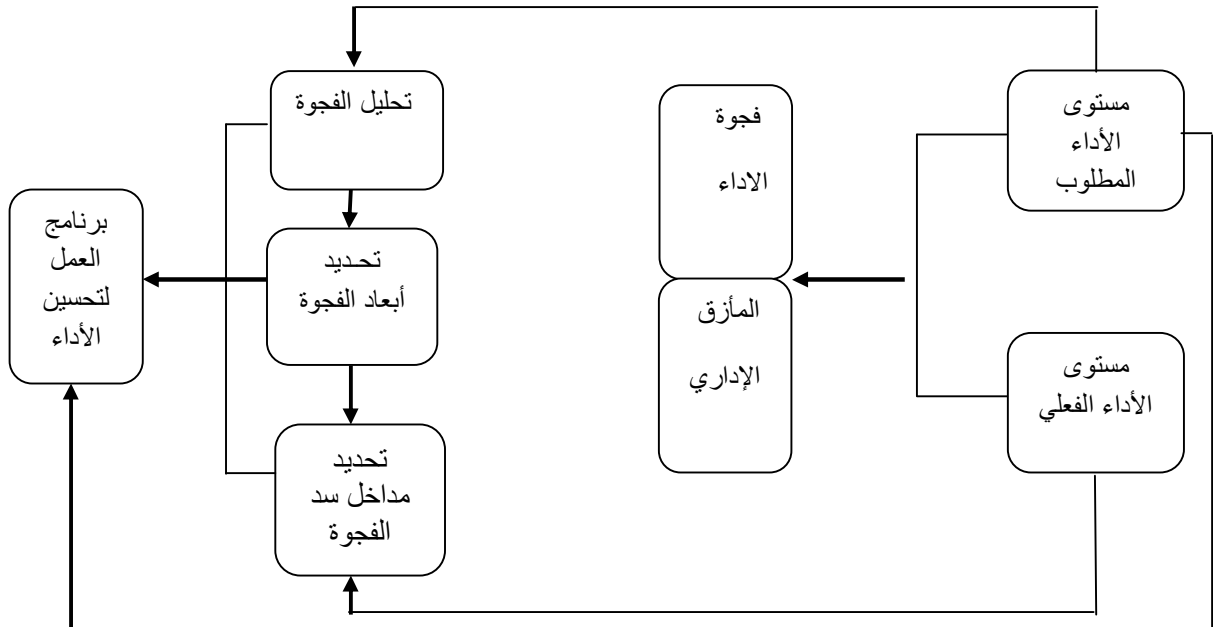 مستوى
الأداء
المطلوب
مستوى
الأداء الفعلي
فجوة
الاداء
المأزق
الإداري
تحليل الفجوة
تحـديد
أبعاد الفجوة
تحديد
مداخل سد
الفجوة
برنامج
العمل
لتحسين
الأداء